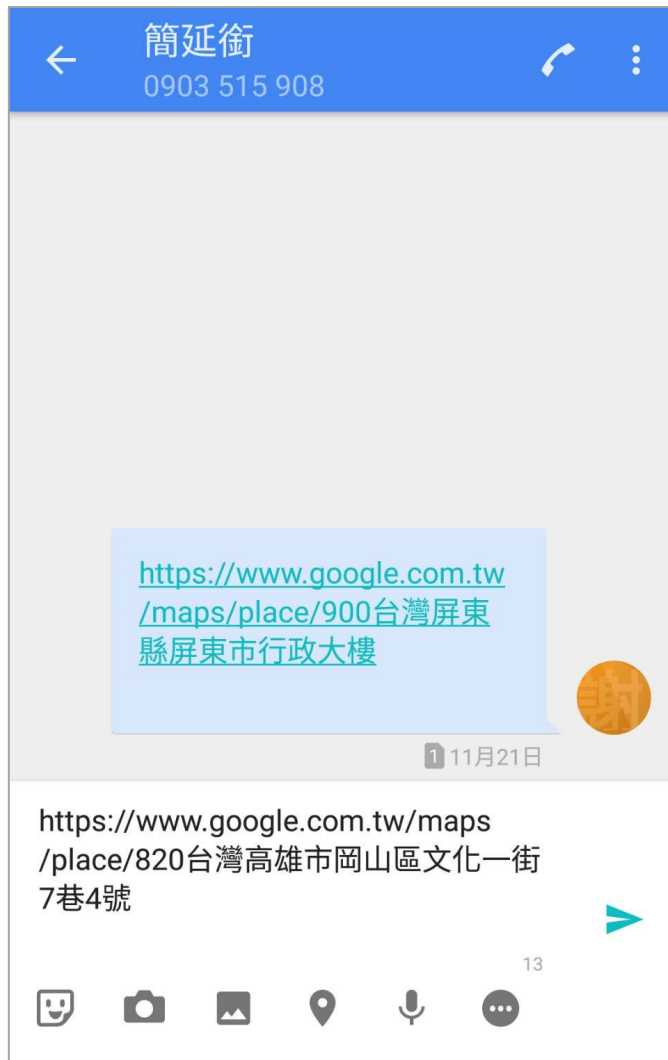 簡延銜
0903 515 908
https://www.google.com.tw
/maps/place/900台灣屏東
縣屏東市行政大樓
謝
1 11月21日
https://www.google.com.tw/maps
/place/820台灣高雄市岡山區文化一街
7巷4號
13